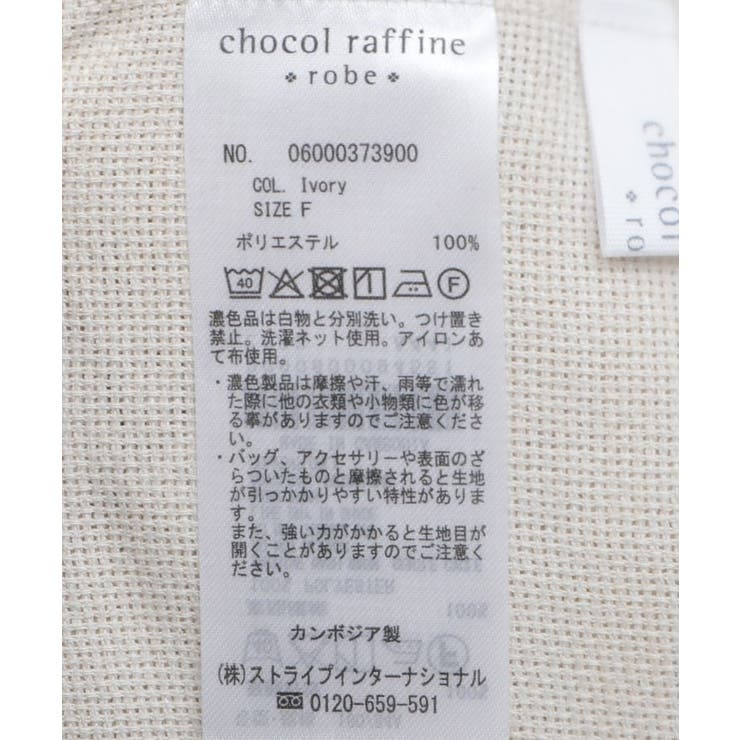 chocol raffine
robe
NO. 06000373900
COL. Ivory
SIZE F
ポリエステル 100%
40 F
濃色品は白物と分別洗い。つけ置き
禁止。洗濯ネット使用。アイロンあ
て布使用。
・濃色製品は摩擦や汗、雨等で濡れ
た際に他の衣類や小物類に色が移
る事がありますのでご注意くださ
い。
・バッグ、アクセサリーや表面のざ
らついたものと摩擦されると生地
が引っかかりやすい特性がありま
す。
また、強い力がかかると生地目が
開くことがありますのでご注意く
ださい。
カンボジア製
(株)ストライプインターナショナル
0120-659-591
chocol
ro